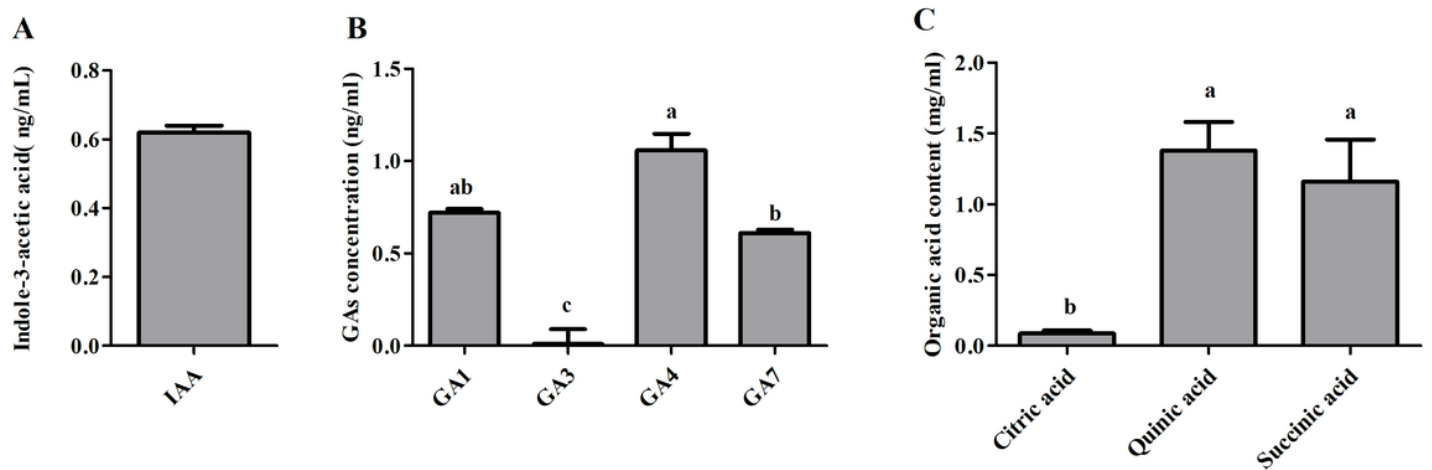 A
Indole-3-acetic acid( ng/mL)
0.8
0.6
0.4
0.2
0.0
IAA
B
GAs concentration (ng/ml)
1.5
1.0
0.5
0.0
ab
c
a
b
GA1
GA3
GA4
GA7
C
Organic acid content (mg/ml)
2.0
1.5
1.0
0.5
0.0
b
a
a
Citric acid
Quinic acid
Succinic acid